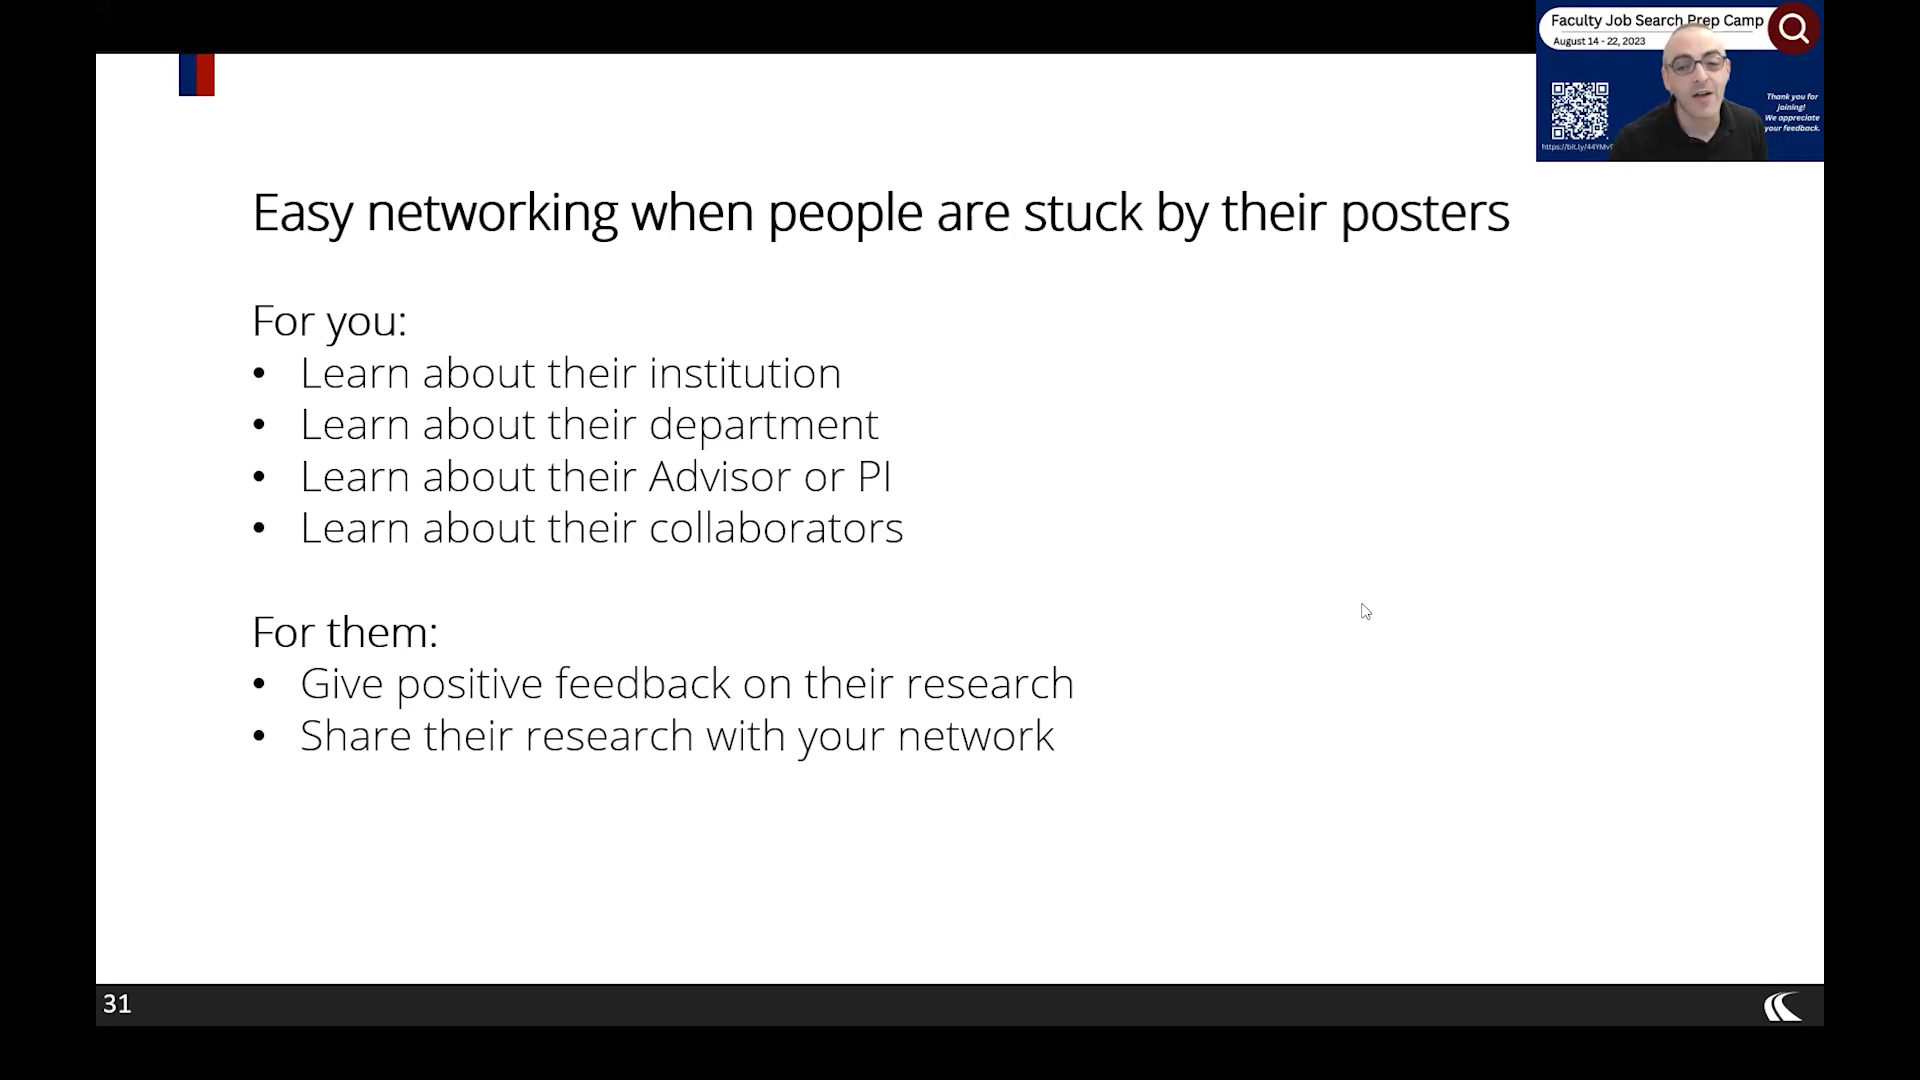 Faculty Job Search Prep Camp
August 14 - 22, 2023
Thank you for
joining!
We appreciate
your feedback.
Easy networking when people are stuck by their posters
For you:
• Learn about their institution
• Learn about their department
• Learn about their Advisor or PI
• Learn about their collaborators
For them:
• Give positive feedback on their research
• Share their research with your network
31